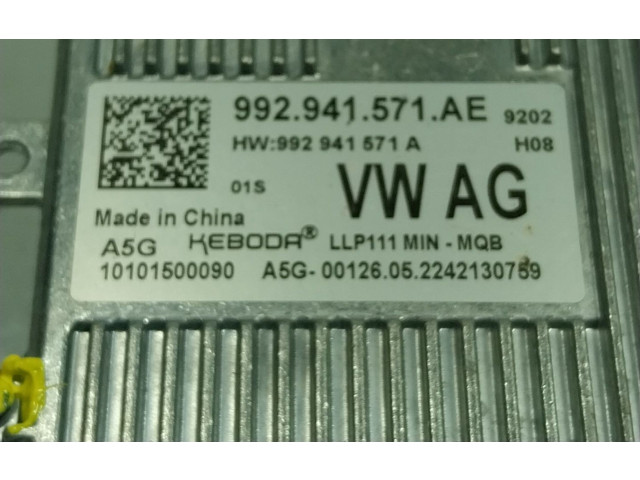 992.941.571.AE 9202
HW:992 941 571 A H08
01S VW AG
Made in China
A5G KEBODA® LLP111 MIN - MQB
10101500090 A5G- 00126.05.2242130759